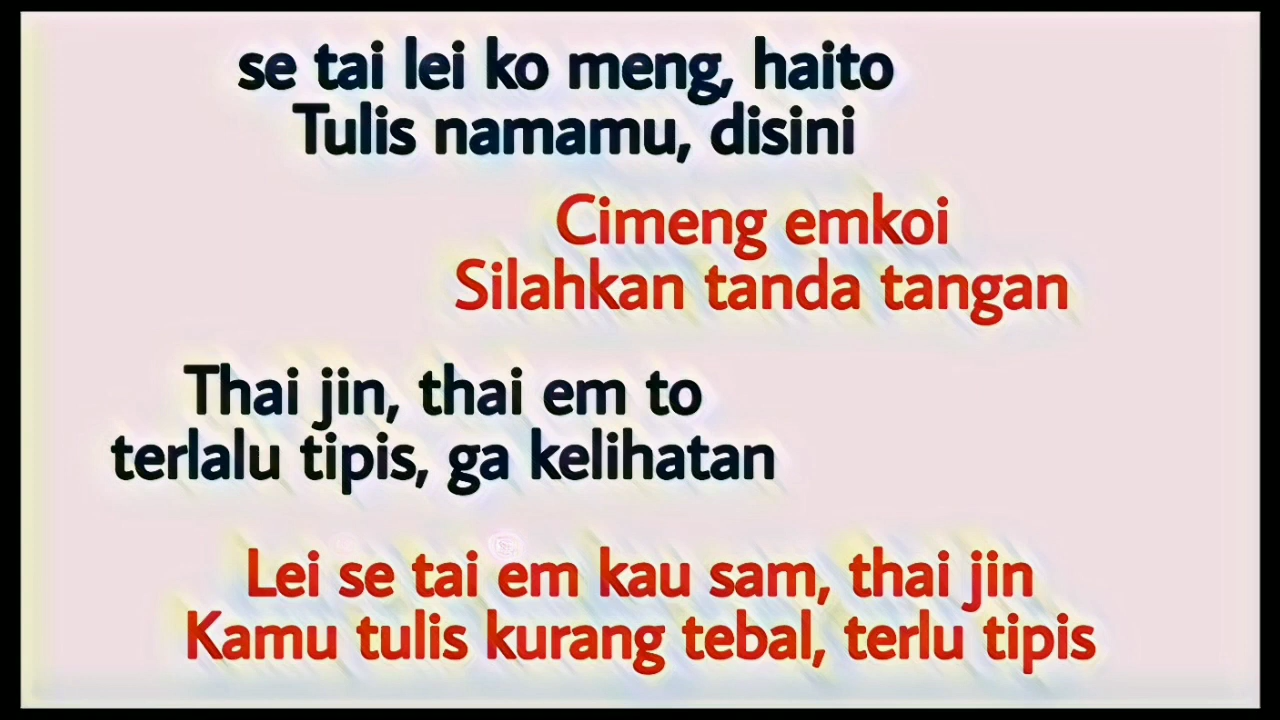 se tai lei ko meng, haito
Tulis namamu, disini
Cimeng emkoi
Silahkan tanda tangan
Thai jin, thai em to
terlalu tipis, ga kelihatan
Lei se tai em kau sam, thai jin
Kamu tulis kurang tebal, terlu tipis